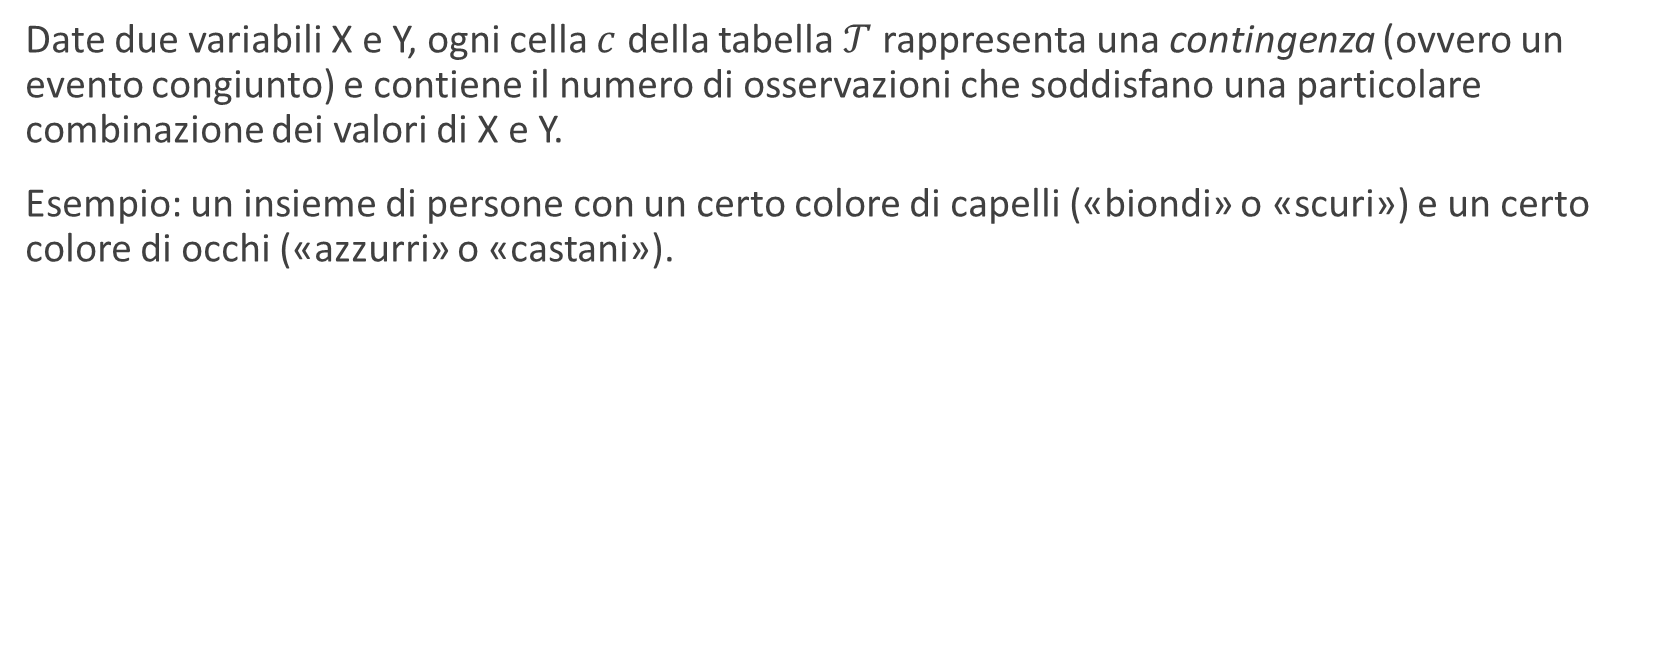 Date due variabili X e Y, ogni cella 𝑐 della tabella 𝒯 rappresenta una contingenza (ovvero un
evento congiunto) e contiene il numero di osservazioni che soddisfano una particolare
combinazione dei valori di X e Y.
Esempio: un insieme di persone con un certo colore di capelli («biondi» o «scuri») e un certo
colore di occhi («azzurri» o «castani»).